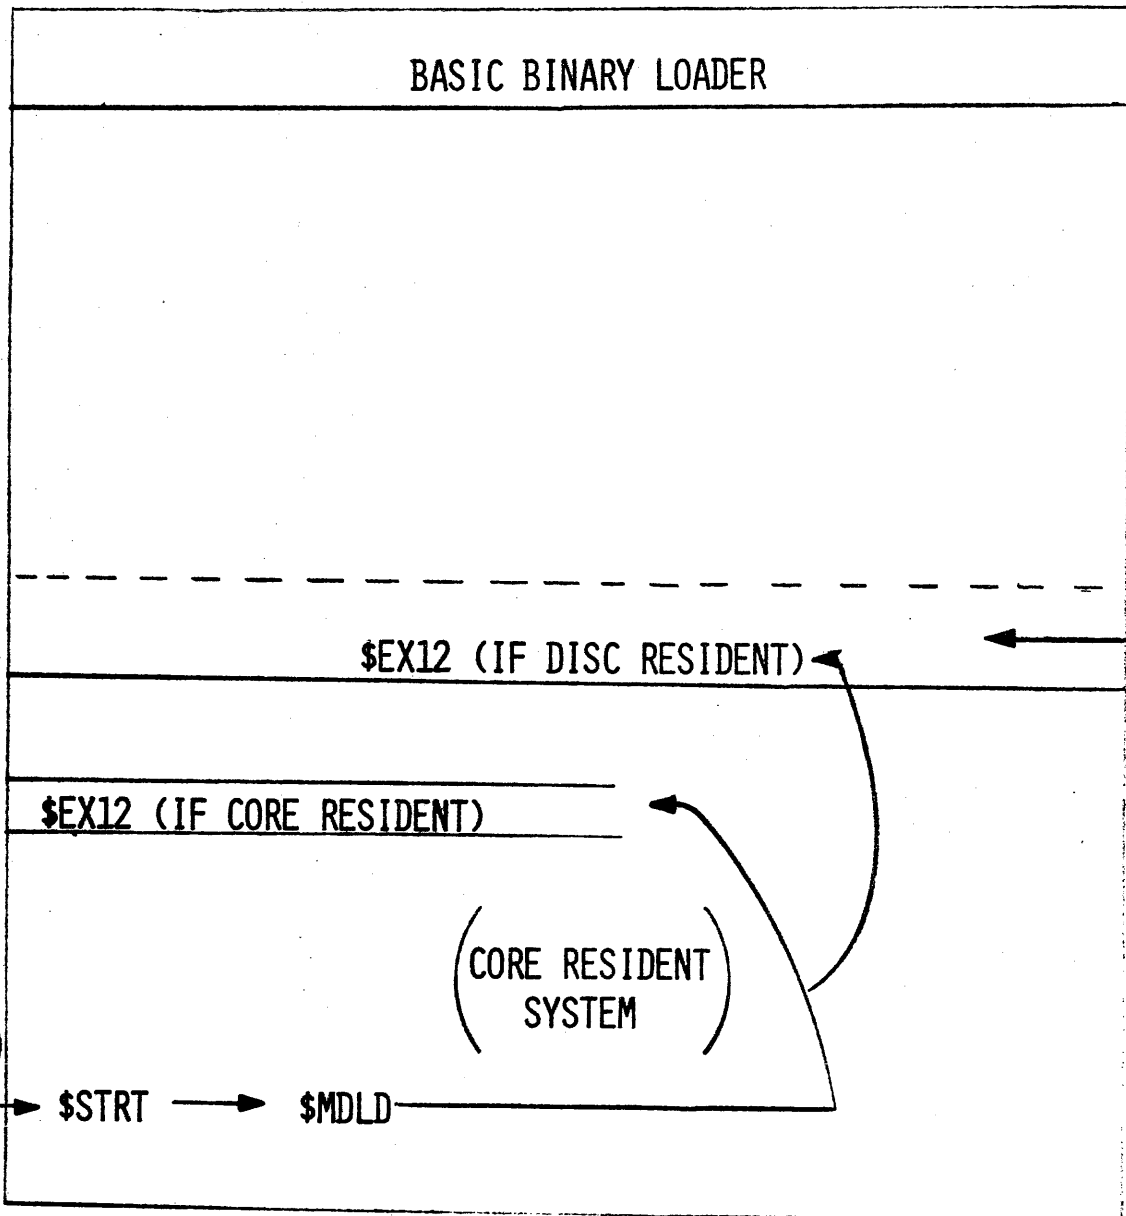 BASIC BINARY LOADER
$EX12 (IF DISC RESIDENT)
$EX12 (IF CORE RESIDENT)
(CORE RESIDENT
SYSTEM)
$STRT
$MDLD